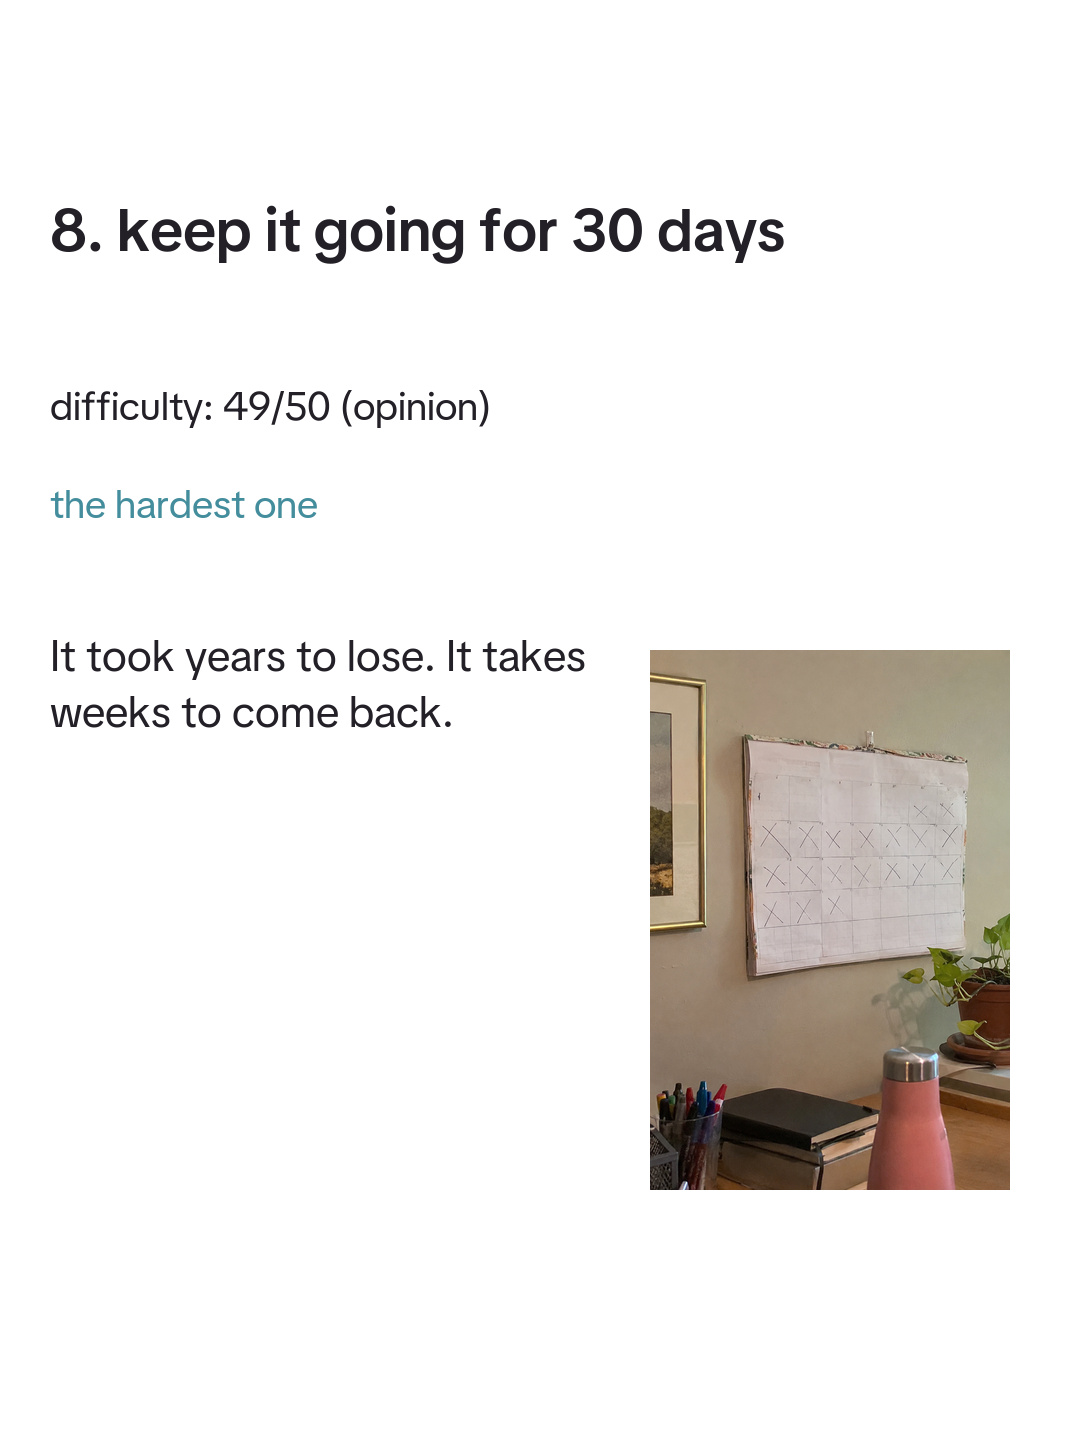 8. keep it going for 30 days
difficulty: 49/50 (opinion)
the hardest one
It took years to lose. It takes
weeks to come back.